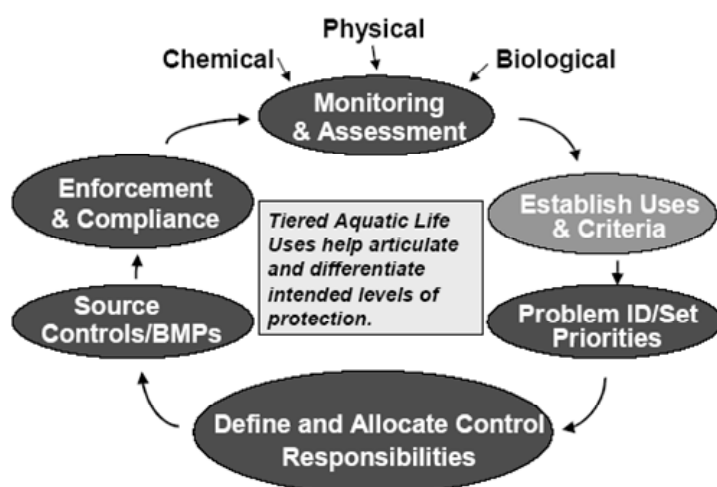 Physical
Chemical
Biological
Monitoring
& Assessment
Enforcement
& Compliance
Establish Uses
& Criteria
Tiered Aquatic Life
Uses help articulate
and differentiate
intended levels of
protection.
Source
Controls/BMPs
Problem ID/Set
Priorities
Define and Allocate Control
Responsibilities